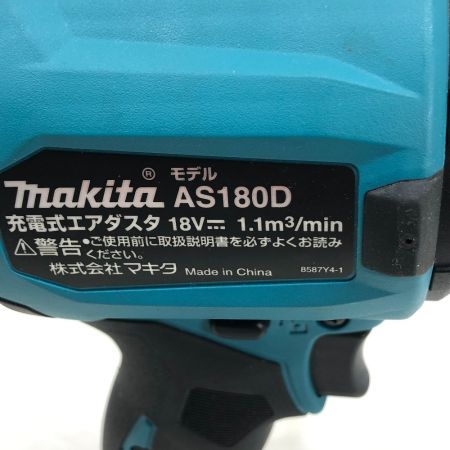 モデル
makita® AS180D
充電式エアダスタ 18V⎓ 1.1m³/min
⚠警告 •ご使用前に取扱説明書を必ずよくお読み
ください。
株式会社マキタ Made in China B587Y4-1